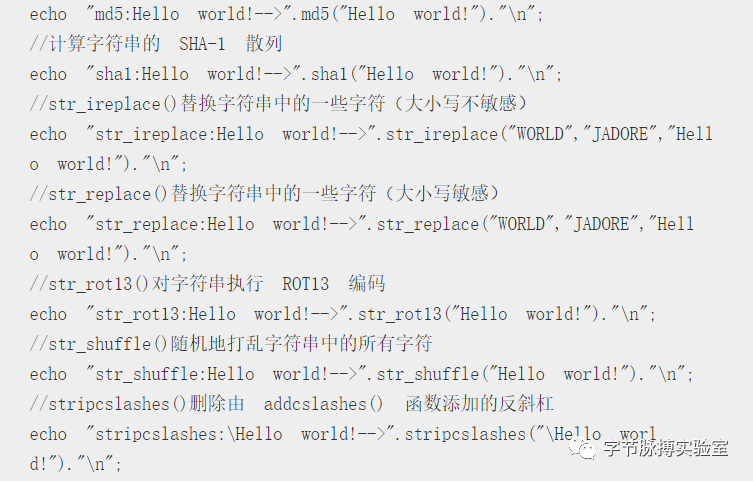 echo  "md5:Hello  world!-->".md5("Hello  world!")."\n";
//计算字符串的  SHA-1  散列
echo  "sha1:Hello  world!-->".sha1("Hello  world!")."\n";
//str_ireplace()替换字符串中的一些字符（大小写不敏感）
echo  "str_ireplace:Hello  world!-->".str_ireplace("WORLD","JADORE","Hell
o  world!")."\n";
//str_replace()替换字符串中的一些字符（大小写敏感）
echo  "str_replace:Hello  world!-->".str_replace("WORLD","JADORE","Hell
o  world!")."\n";
//str_rot13()对字符串执行  ROT13  编码
echo  "str_rot13:Hello  world!-->".str_rot13("Hello  world!")."\n";
//str_shuffle()随机地打乱字符串中的所有字符
echo  "str_shuffle:Hello  world!-->".str_shuffle("Hello  world!")."\n";
//stripcslashes()删除由  addcslashes()  函数添加的反斜杠
echo  "stripcslashes:\Hello  world!-->".stripcslashes("\Hello  worl
d!")."\n";
字节脉搏实验室